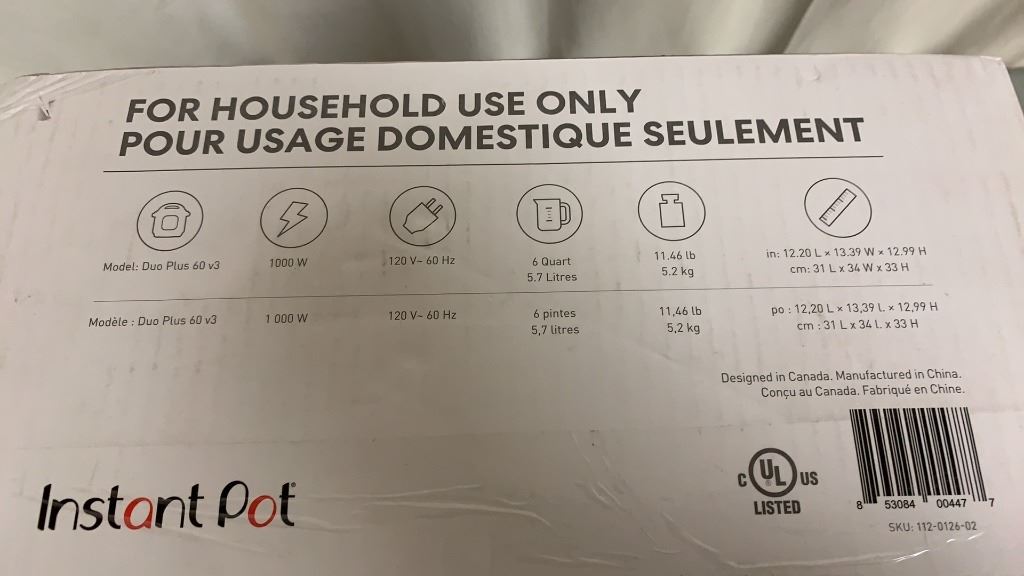 FOR HOUSEHOLD USE ONLY
POUR USAGE DOMESTIQUE SEULEMENT
Model: Duo Plus 60 v3
1000 W
120 V~ 60 Hz
6 Quart
5.7 Litres
11.46 lb
5.2 kg
in: 12.20 L x 13.39 W x 12.99 H
cm: 31 L x 34 W x 33 H
Modèle : Duo Plus 60 v3
1 000 W
120 V~ 60 Hz
6 pintes
5,7 litres
11,46 lb
5,2 kg
po : 12,20 L x 13,39 L x 12,99 H
cm : 31 L x 34 L x 33 H
Designed in Canada. Manufactured in China.
Conçu au Canada. Fabriqué en Chine.
Instant Pot
C UL US
LISTED
8 53084 00447 7
SKU: 112-0126-02